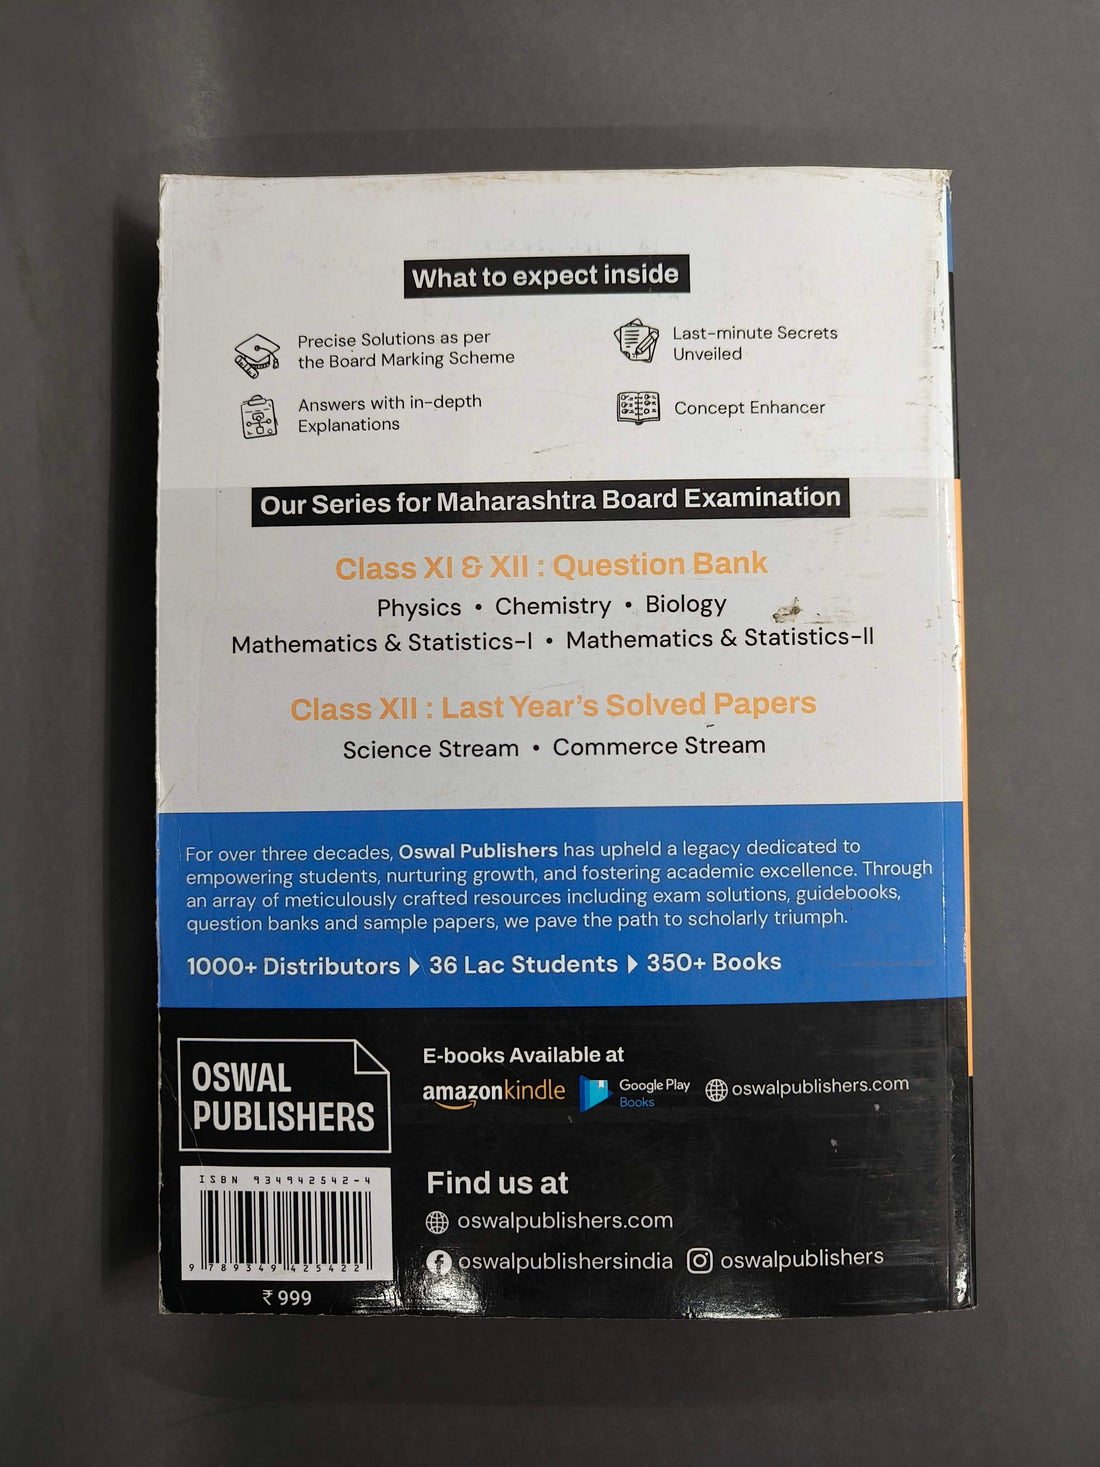 What to expect inside
Precise Solutions as per
the Board Marking Scheme
Last-minute Secrets
Unveiled
Answers with in-depth
Explanations
Concept Enhancer
Our Series for Maharashtra Board Examination
Class XI & XII : Question Bank
Physics • Chemistry • Biology
Mathematics & Statistics-I • Mathematics & Statistics-II
Class XII : Last Year's Solved Papers
Science Stream • Commerce Stream
For over three decades, Oswal Publishers has upheld a legacy dedicated to
empowering students, nurturing growth, and fostering academic excellence. Through
an array of meticulously crafted resources including exam solutions, guidebooks,
question banks and sample papers, we pave the path to scholarly triumph.
1000+ Distributors 36 Lac Students 350+ Books
OSWAL
PUBLISHERS
E-books Available at
amazonkindle
Google Play
Books
oswalpublishers.com
ISBN 934942542-4
9 789349 425422
₹ 999
Find us at
oswalpublishers.com
oswalpublishersindia oswalpublishers